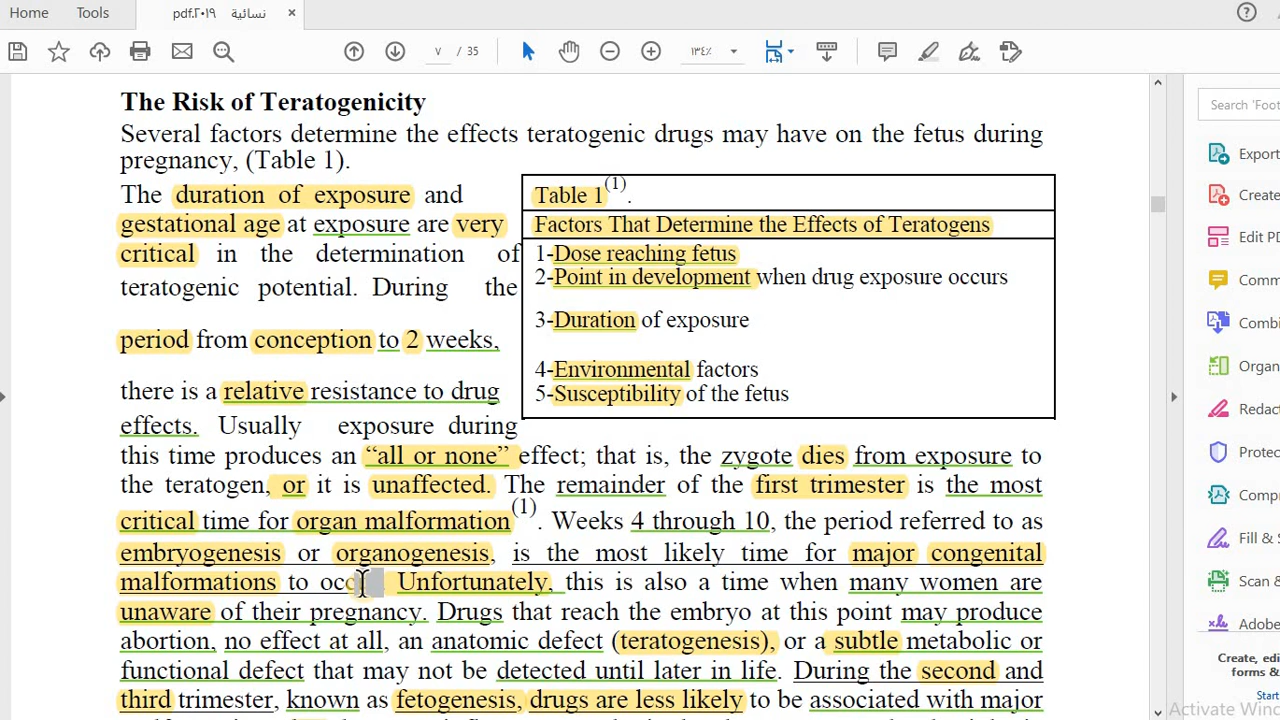 Home
Tools
نسائية ٢٠١٩.pdf
٧ / 35
١٣٤٪
The Risk of Teratogenicity
Several factors determine the effects teratogenic drugs may have on the fetus during
pregnancy, (Table 1).
The duration of exposure and
gestational age at exposure are very
critical in the determination of
teratogenic potential. During the
period from conception to 2 weeks,
there is a relative resistance to drug
effects. Usually exposure during
Table 1(1).
Factors That Determine the Effects of Teratogens
1-Dose reaching fetus
2-Point in development when drug exposure occurs
3-Duration of exposure
4-Environmental factors
5-Susceptibility of the fetus
this time produces an “all or none” effect; that is, the zygote dies from exposure to
the teratogen, or it is unaffected. The remainder of the first trimester is the most
critical time for organ malformation(1). Weeks 4 through 10, the period referred to as
embryogenesis or organogenesis, is the most likely time for major congenital
malformations to Unfortunately, this is also a time when many women are
unaware of their pregnancy. Drugs that reach the embryo at this point may produce
abortion, no effect at all, an anatomic defect (teratogenesis), or a subtle metabolic or
functional defect that may not be detected until later in life. During the second and
third trimester, known as fetogenesis, drugs are less likely to be associated with major
Search 'Foot
Export
Create
Edit PD
Comm
Combi
Organ
Redact
Protec
Comp
Fill & S
Scan &
Adobe
Create, edi
forms &
Start
Activate Wind